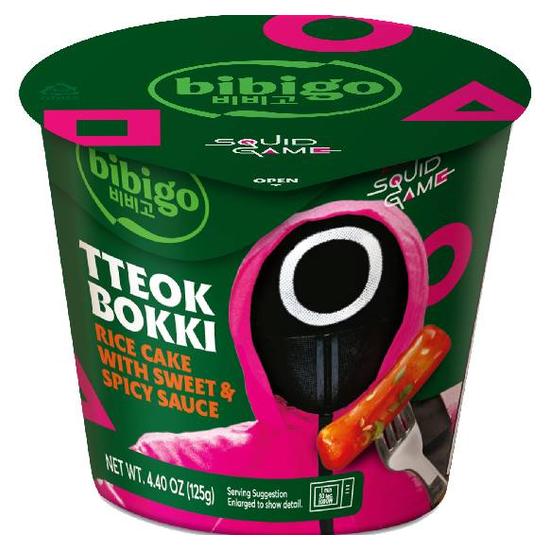 bibigo
비비고
SQUID
GAME
OPEN
bibigo
비비고
SQUID
GAME
TTEOK
BOKKI
RICE CAKE
WITH SWEET &
SPICY SAUCE
NET WT. 4.40 OZ (125g)
Serving Suggestion
Enlarged to show detail.